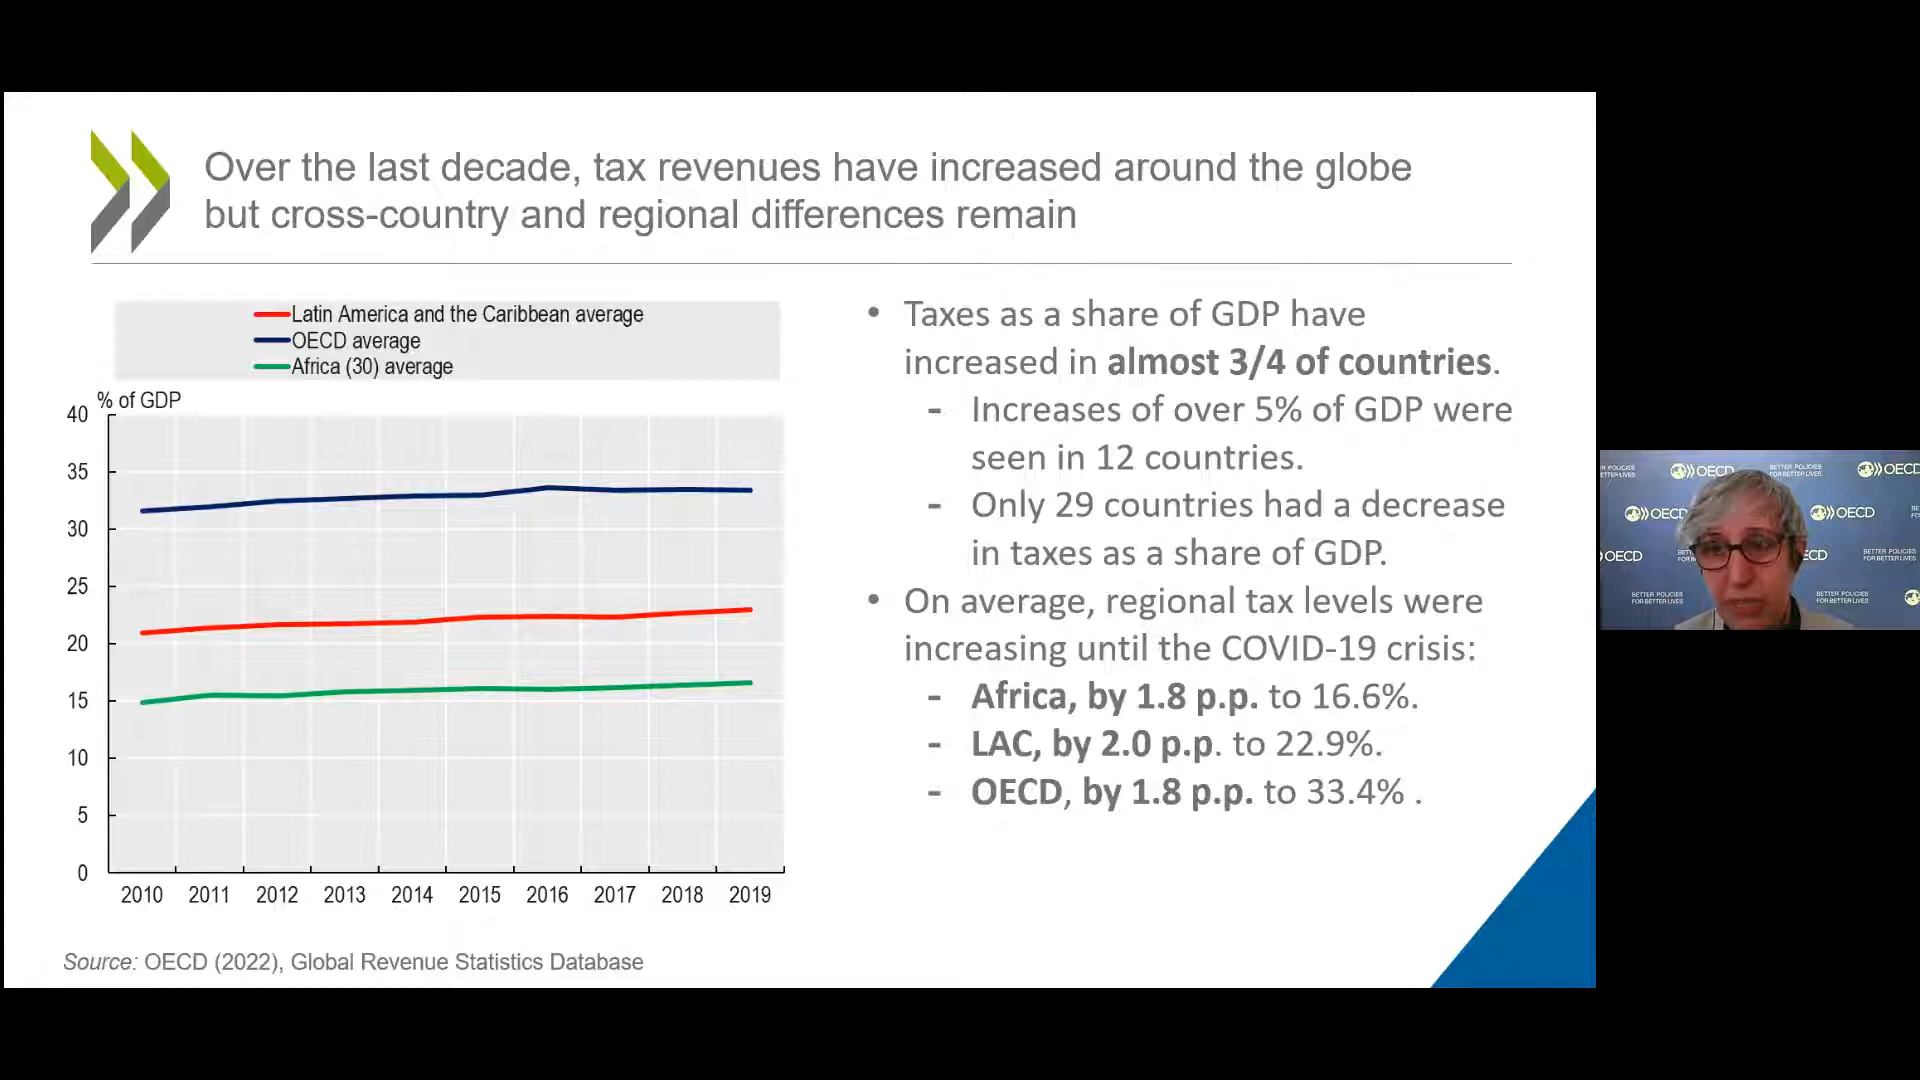 Over the last decade, tax revenues have increased around the globe
but cross-country and regional differences remain
Latin America and the Caribbean average
OECD average
Africa (30) average
% of GDP
40
35
30
25
20
15
10
5
0
2010 2011 2012 2013 2014 2015 2016 2017 2018 2019
Source: OECD (2022), Global Revenue Statistics Database
• Taxes as a share of GDP have
increased in almost 3/4 of countries.
- Increases of over 5% of GDP were
seen in 12 countries.
- Only 29 countries had a decrease
in taxes as a share of GDP.
• On average, regional tax levels were
increasing until the COVID-19 crisis:
- Africa, by 1.8 p.p. to 16.6%.
- LAC, by 2.0 p.p. to 22.9%.
- OECD, by 1.8 p.p. to 33.4% .
OECD
BETTER POLICIES
FOR BETTER LIVES
OECD
OECD
OECD
OECD
BETTER POLICIES
FOR BETTER LIVES
BETTER POLICIES
FOR BETTER LIVES
BETTER POLICIES
FOR BETTER LIVES